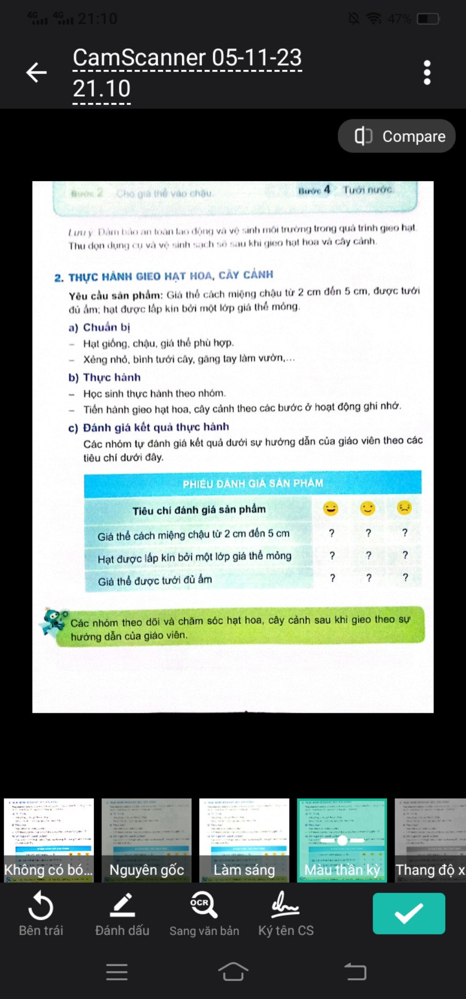 4G 4G 21:10 47%
CamScanner 05-11-23
21.10
Compare
Bước 2 Cho giá thể vào chậu.
Bước 4 Tưới nước.
Lưu ý: Đảm bảo an toàn lao động và vệ sinh môi trường trong quá trình gieo hạt.
Thu dọn dụng cụ và vệ sinh sạch sẽ sau khi gieo hạt hoa và cây cảnh.
2. THỰC HÀNH GIEO HẠT HOA, CÂY CẢNH
Yêu cầu sản phẩm: Giá thể cách miệng chậu từ 2 cm đến 5 cm, được tưới
đủ ẩm; hạt được lấp kín bởi một lớp giá thể mỏng.
a) Chuẩn bị
– Hạt giống, chậu, giá thể phù hợp.
– Xẻng nhỏ, bình tưới cây, găng tay làm vườn,...
b) Thực hành
– Học sinh thực hành theo nhóm.
– Tiến hành gieo hạt hoa, cây cảnh theo các bước ở hoạt động ghi nhớ.
c) Đánh giá kết quả thực hành
Các nhóm tự đánh giá kết quả dưới sự hướng dẫn của giáo viên theo các
tiêu chí dưới đây.
PHIẾU ĐÁNH GIÁ SẢN PHẨM
Tiêu chí đánh giá sản phẩm
Giá thể cách miệng chậu từ 2 cm đến 5 cm ? ? ?
Hạt được lấp kín bởi một lớp giá thể mỏng ? ? ?
Giá thể được tưới đủ ẩm ? ? ?
Các nhóm theo dõi và chăm sóc hạt hoa, cây cảnh sau khi gieo theo sự
hướng dẫn của giáo viên.
Không có bó... Nguyên gốc Làm sáng Màu thần kỳ Thang độ x
OCR
Bên trái Đánh dấu Sang văn bản Ký tên CS